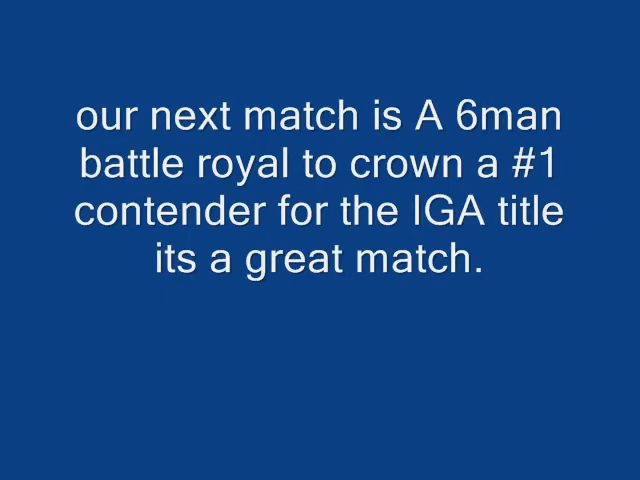 our next match is A 6man
battle royal to crown a #1
contender for the IGA title
its a great match.